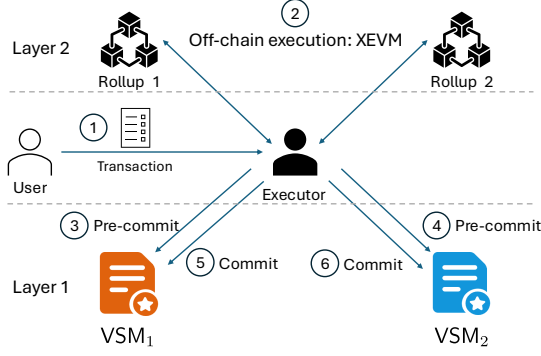 2
Layer 2
Off-chain execution: XEVM
Rollup 1
Rollup 2
1
Transaction
User
Executor
3 Pre-commit
4 Pre-commit
5 Commit
6 Commit
Layer 1
VSM₁
VSM₂